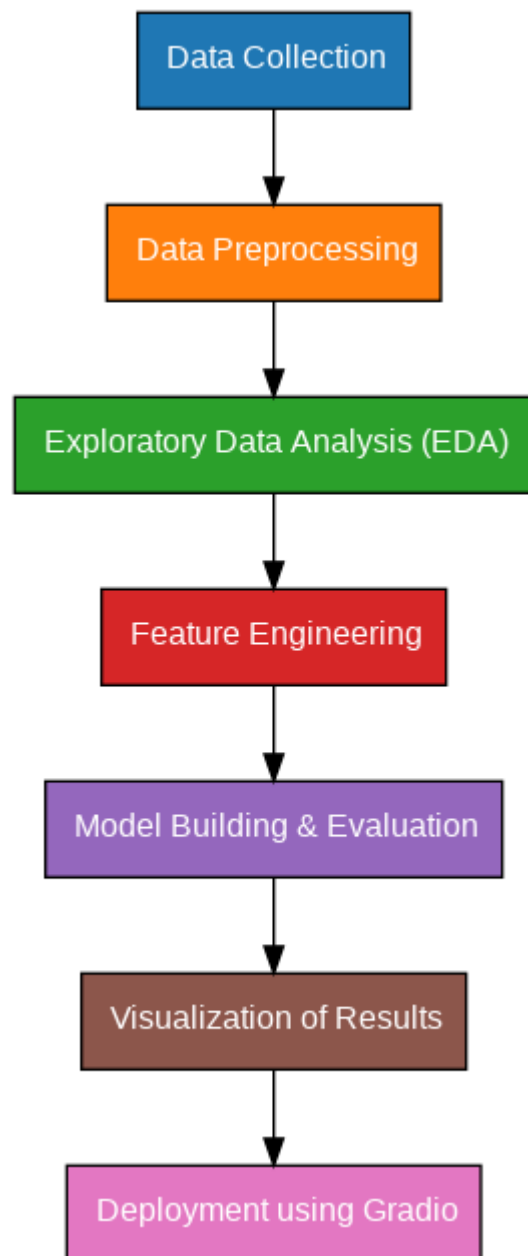 Data Collection
Data Preprocessing
Exploratory Data Analysis (EDA)
Feature Engineering
Model Building & Evaluation
Visualization of Results
Deployment using Gradio